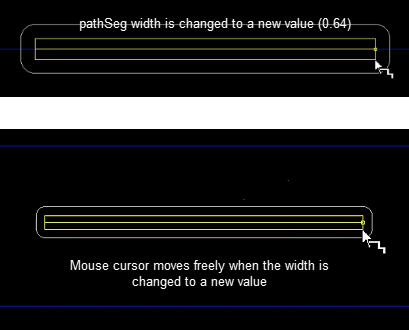 pathSeg width is changed to a new value (0.64)
Mouse cursor moves freely when the width is
changed to a new value